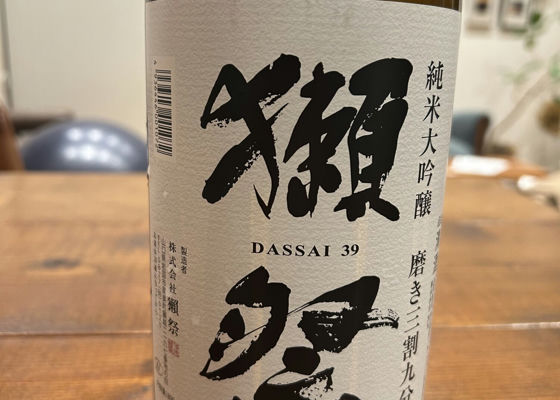 純米大吟醸 磨き三割九分
獺祭
DASSAI 39
製造者
株式会社 獺祭